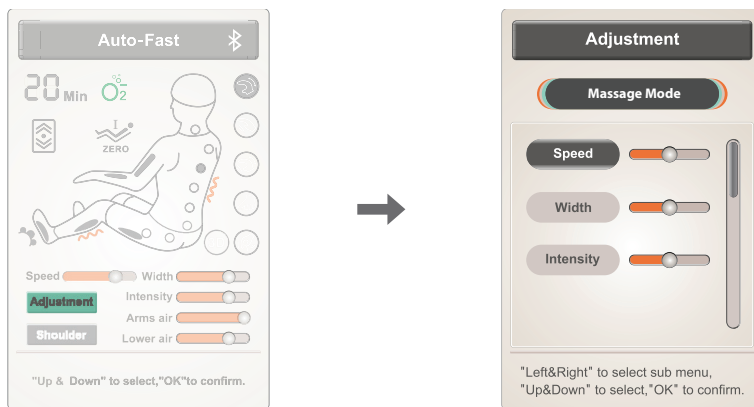 Auto-Fast
20 Min
% O2
I
ZERO
Speed
Width
Adjustment
Intensity
Arms air
Shoulder
Lower air
"Up & Down" to select,"OK"to confirm.
Adjustment
Massage Mode
Speed
Width
Intensity
"Left&Right" to select sub menu,
"Up&Down" to select,"OK" to confirm.